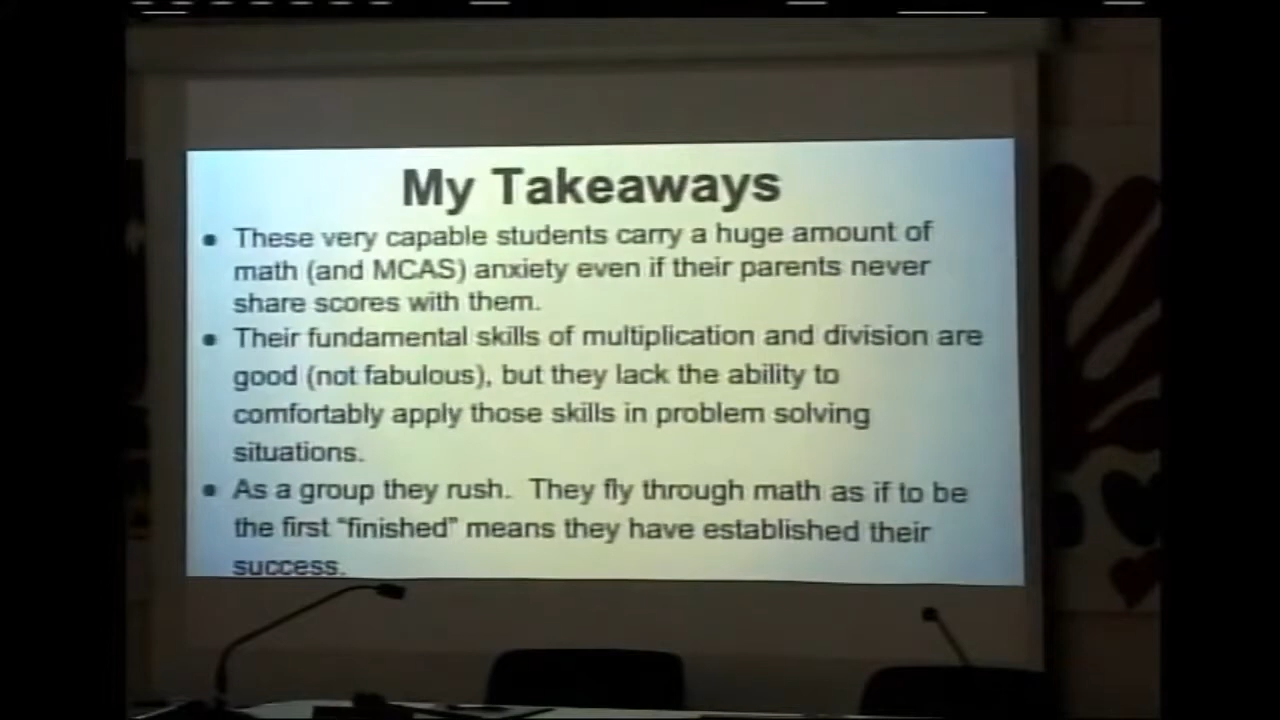 My Takeaways
• These very capable students carry a huge amount of
math (and MCAS) anxiety even if their parents never
share scores with them.
• Their fundamental skills of multiplication and division are
good (not fabulous), but they lack the ability to
comfortably apply those skills in problem solving
situations.
• As a group they rush. They fly through math as if to be
the first “finished” means they have established their
success.